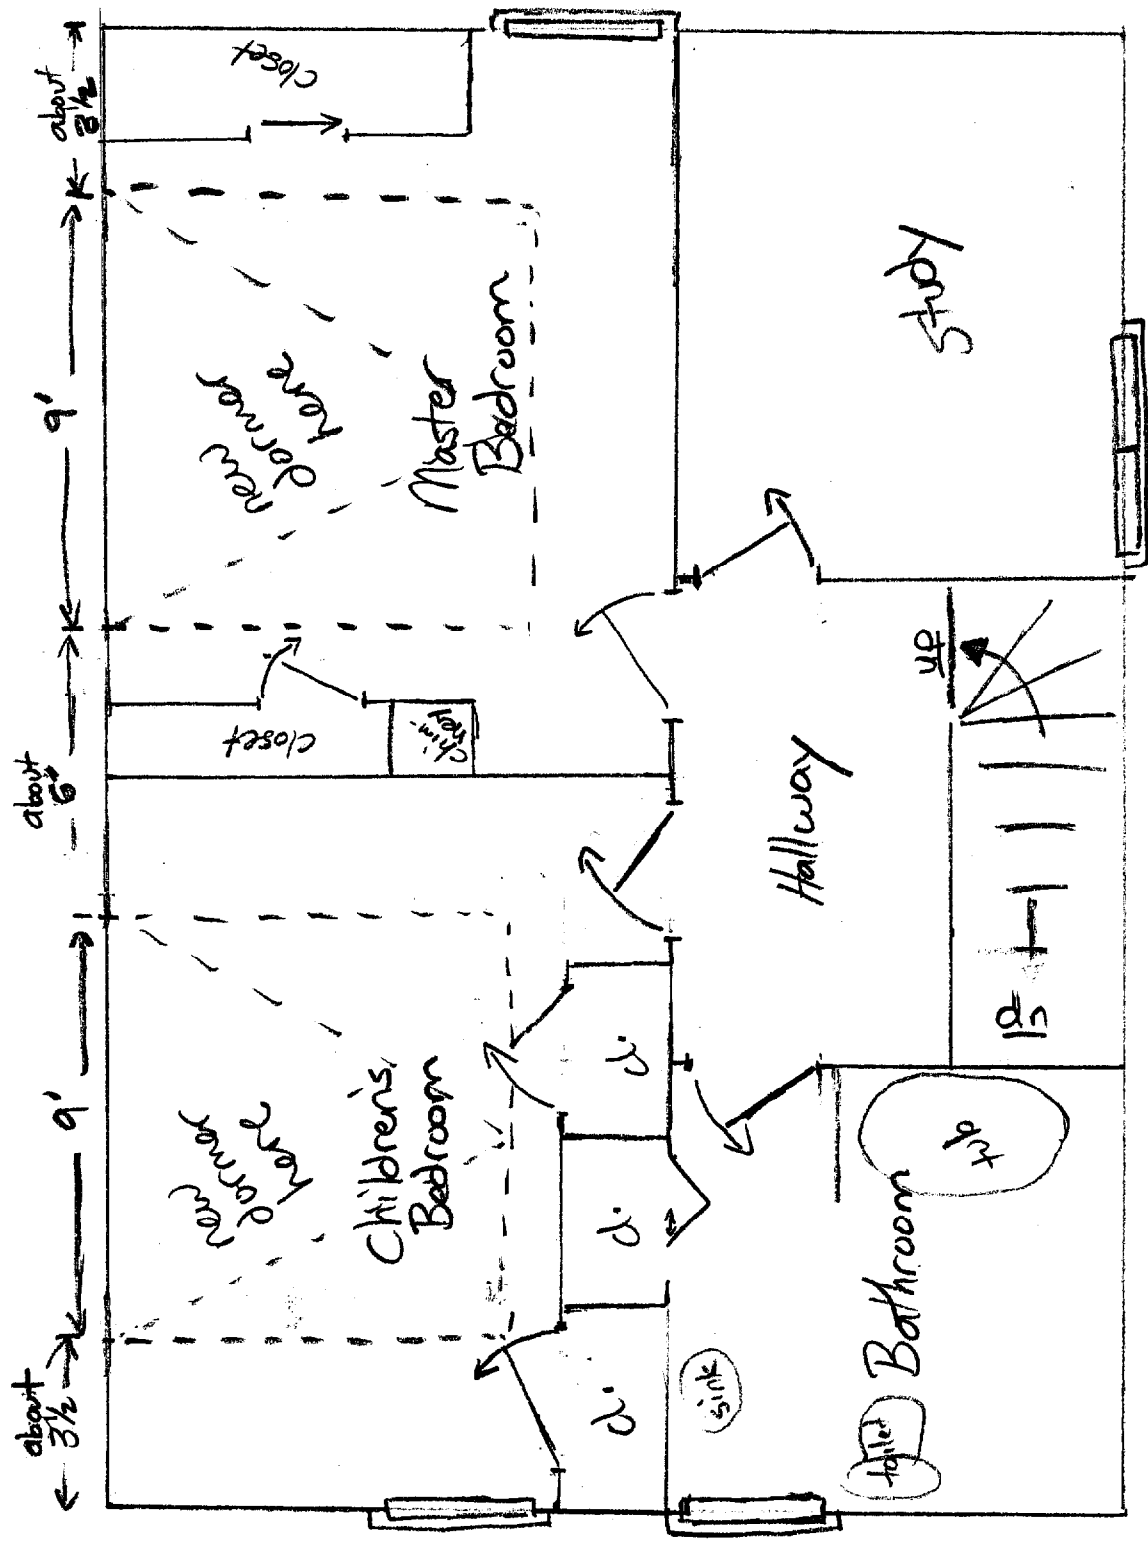 about
3½
9'
about
6'
9'
about
3½
new
dormer
here
Children's
Bedroom
closet
chim
ney
new
dormer
here
Master
Bedroom
closet
cl.
cl.
cl.
sink
toilet
Bathroom
tub
Hallway
dn
up
Study